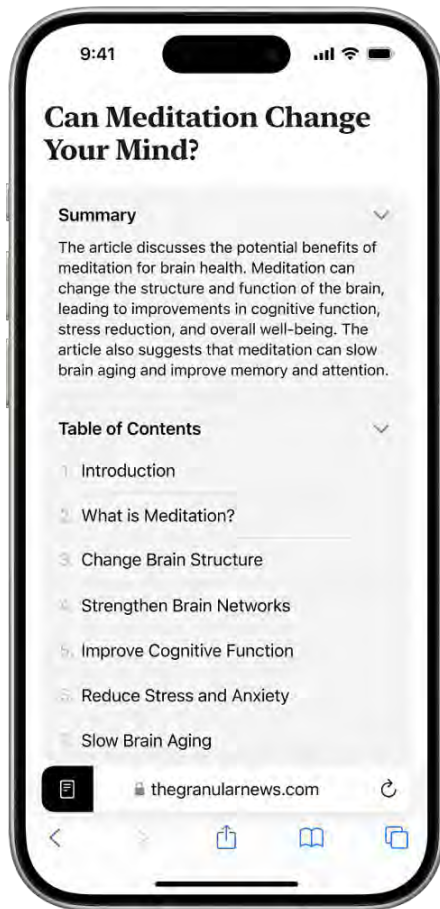 9:41
Can Meditation Change
Your Mind?
Summary
The article discusses the potential benefits of
meditation for brain health. Meditation can
change the structure and function of the brain,
leading to improvements in cognitive function,
stress reduction, and overall well-being. The
article also suggests that meditation can slow
brain aging and improve memory and attention.
Table of Contents
1. Introduction
2. What is Meditation?
3. Change Brain Structure
4. Strengthen Brain Networks
5. Improve Cognitive Function
6. Reduce Stress and Anxiety
7. Slow Brain Aging
thegranularnews.com